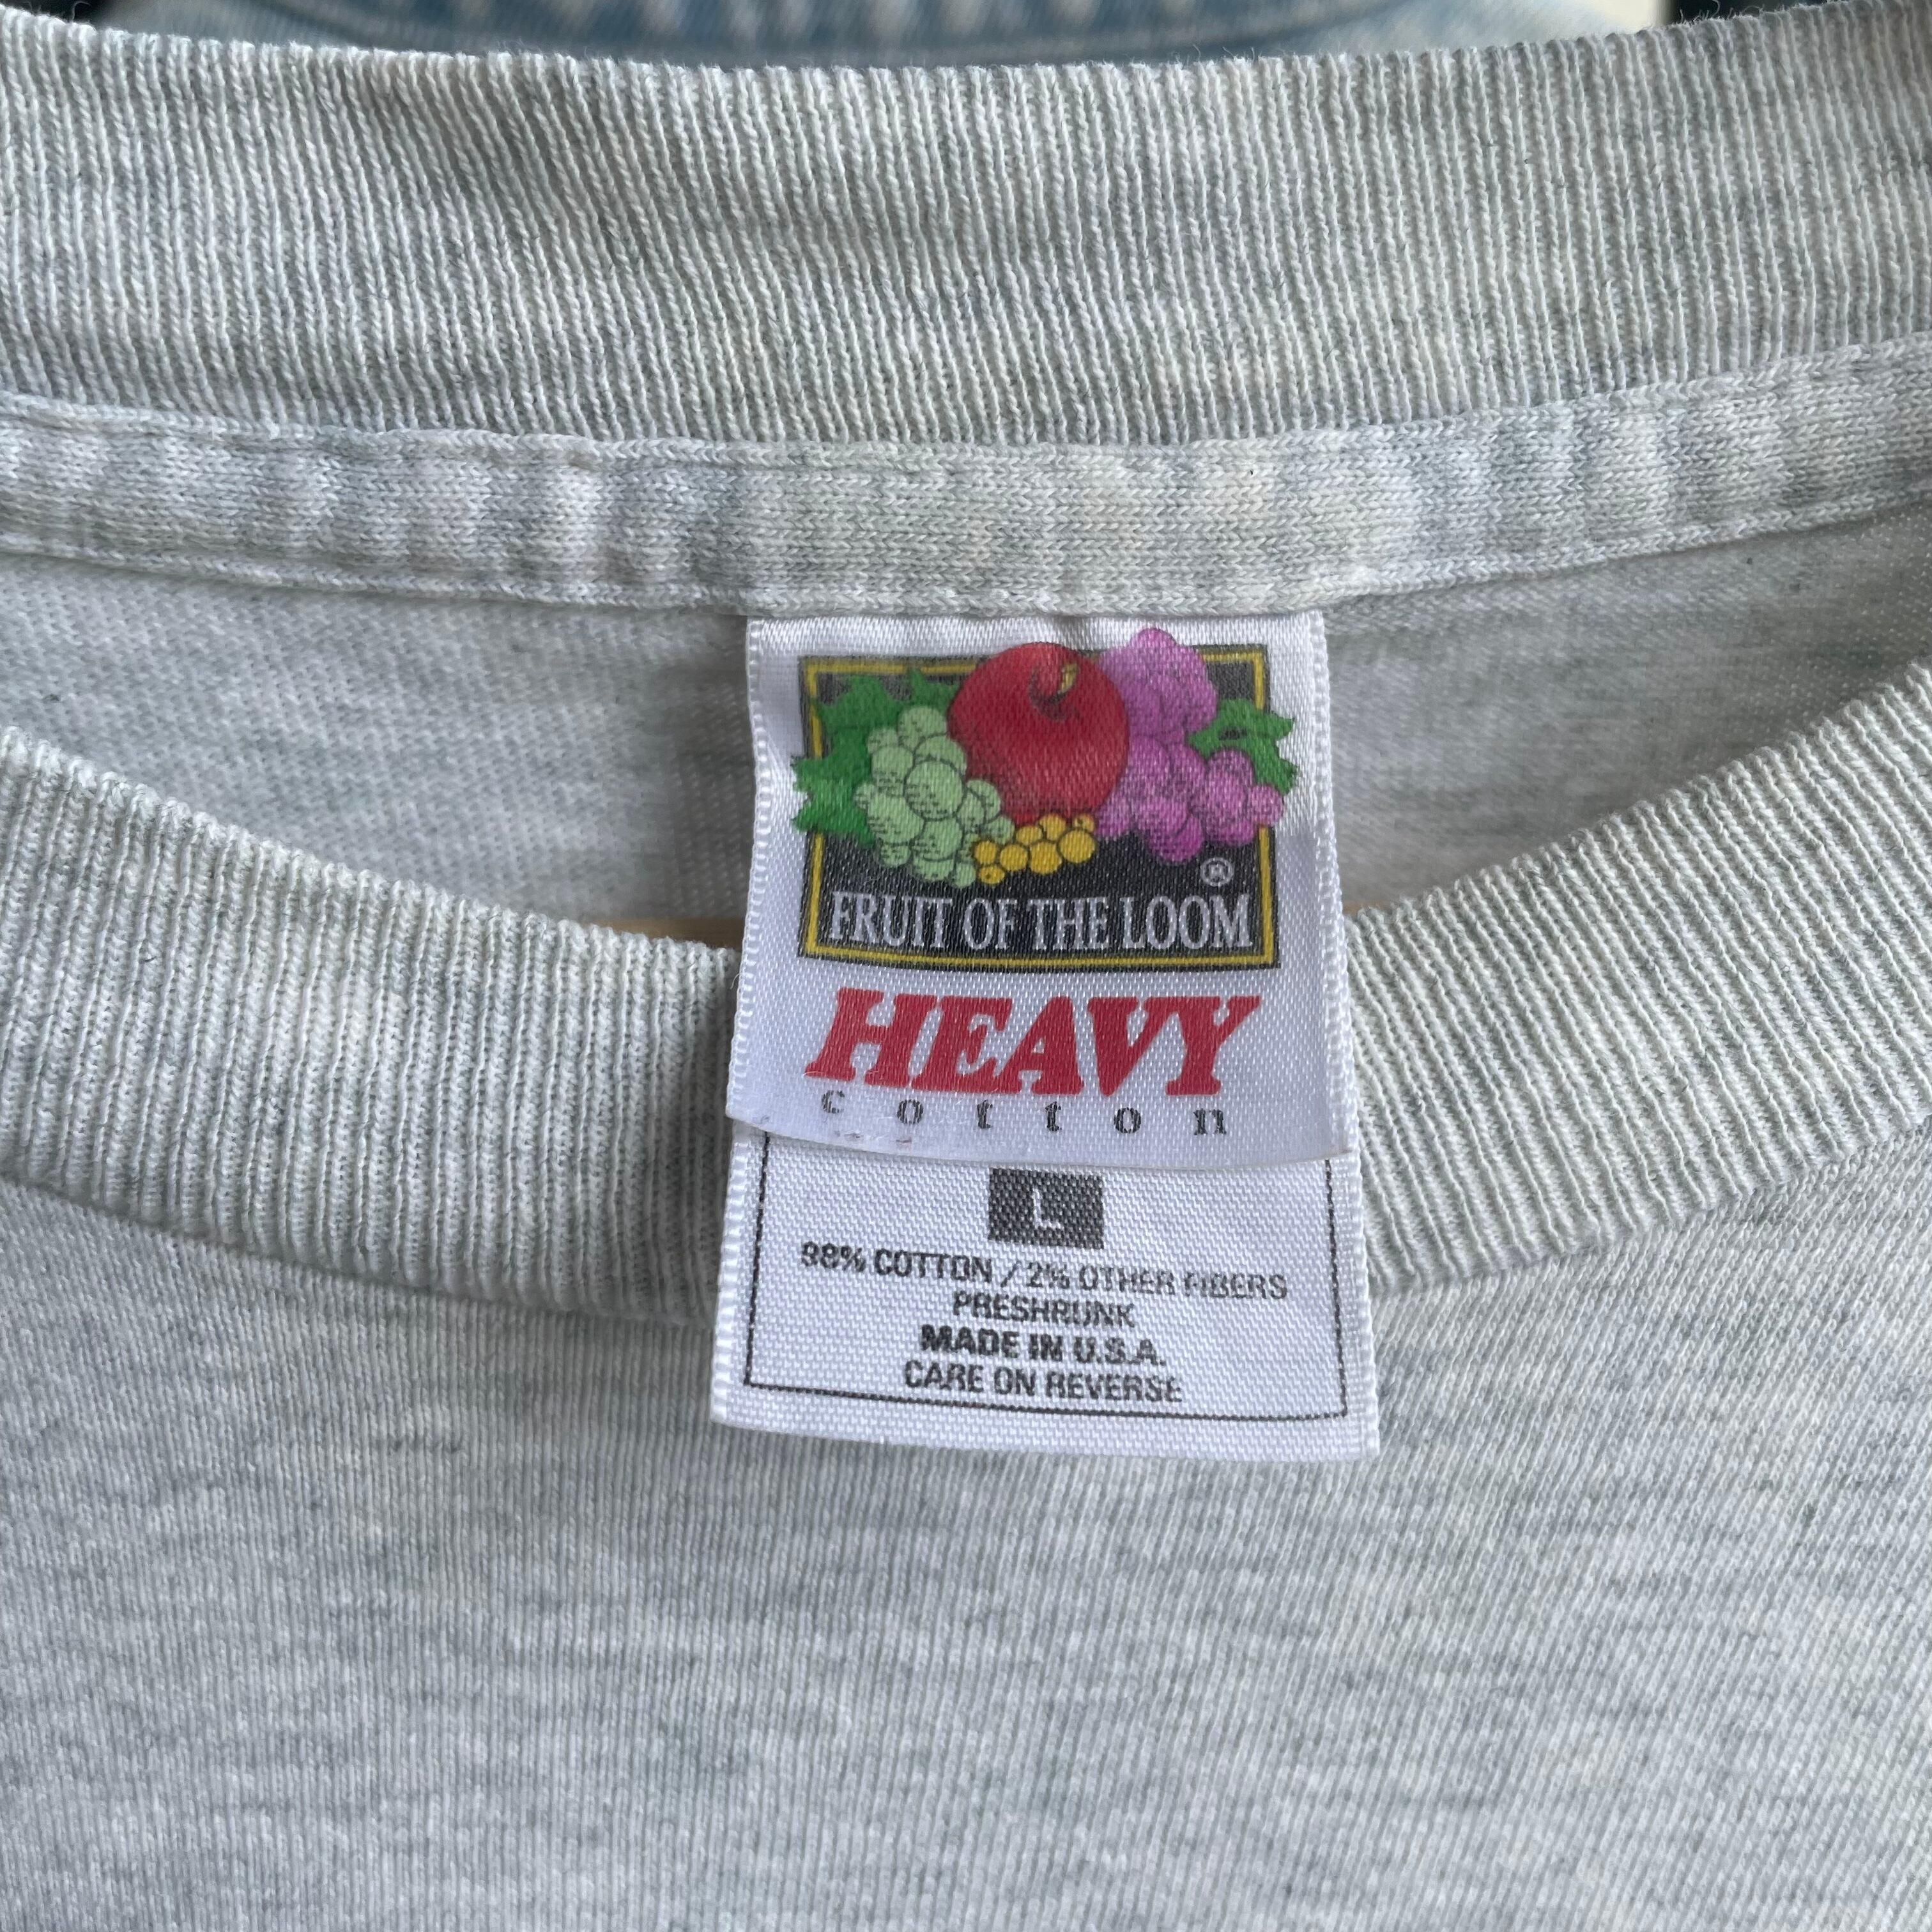 ®
FRUIT OF THE LOOM
HEAVY
cotton
L
98% COTTON / 2% OTHER FIBERS
PRESHRUNK
MADE IN U.S.A.
CARE ON REVERSE